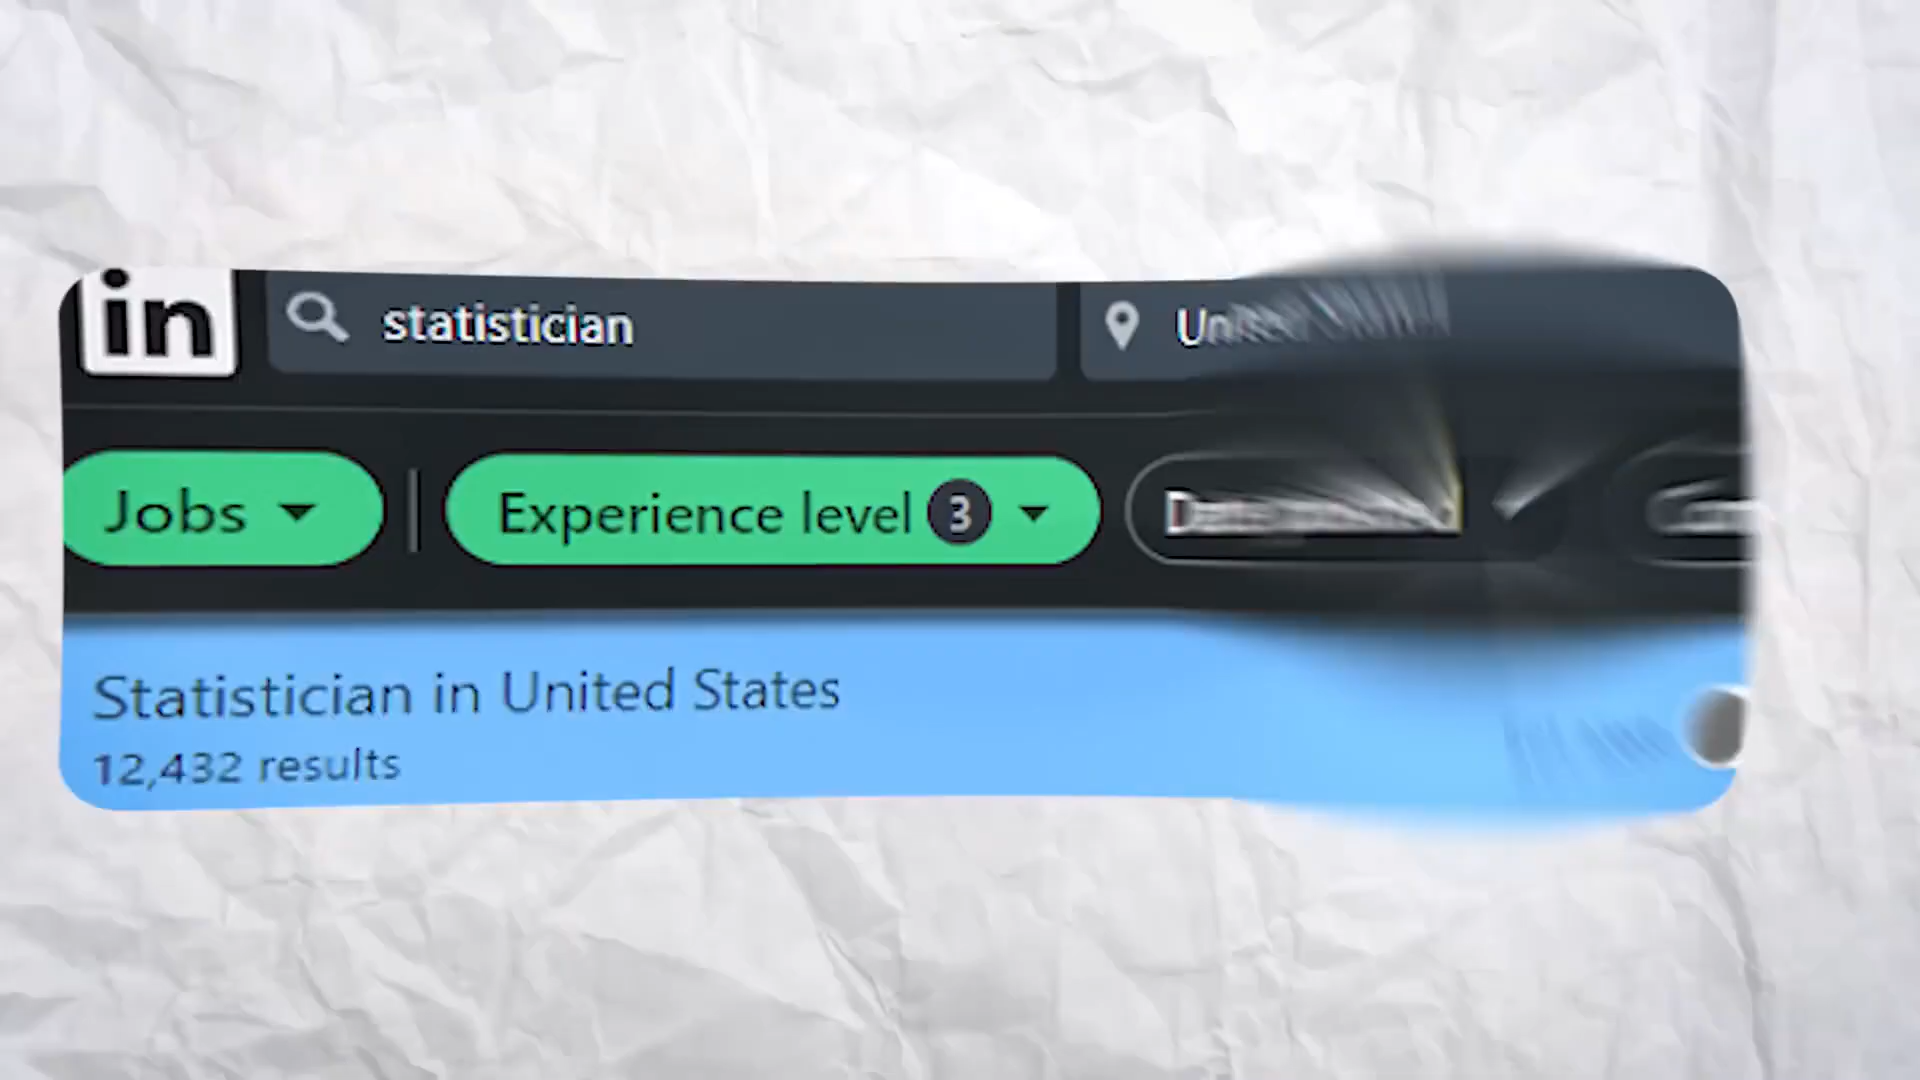 in statistician
Jobs Experience level 3
Statistician in United States
12,432 results